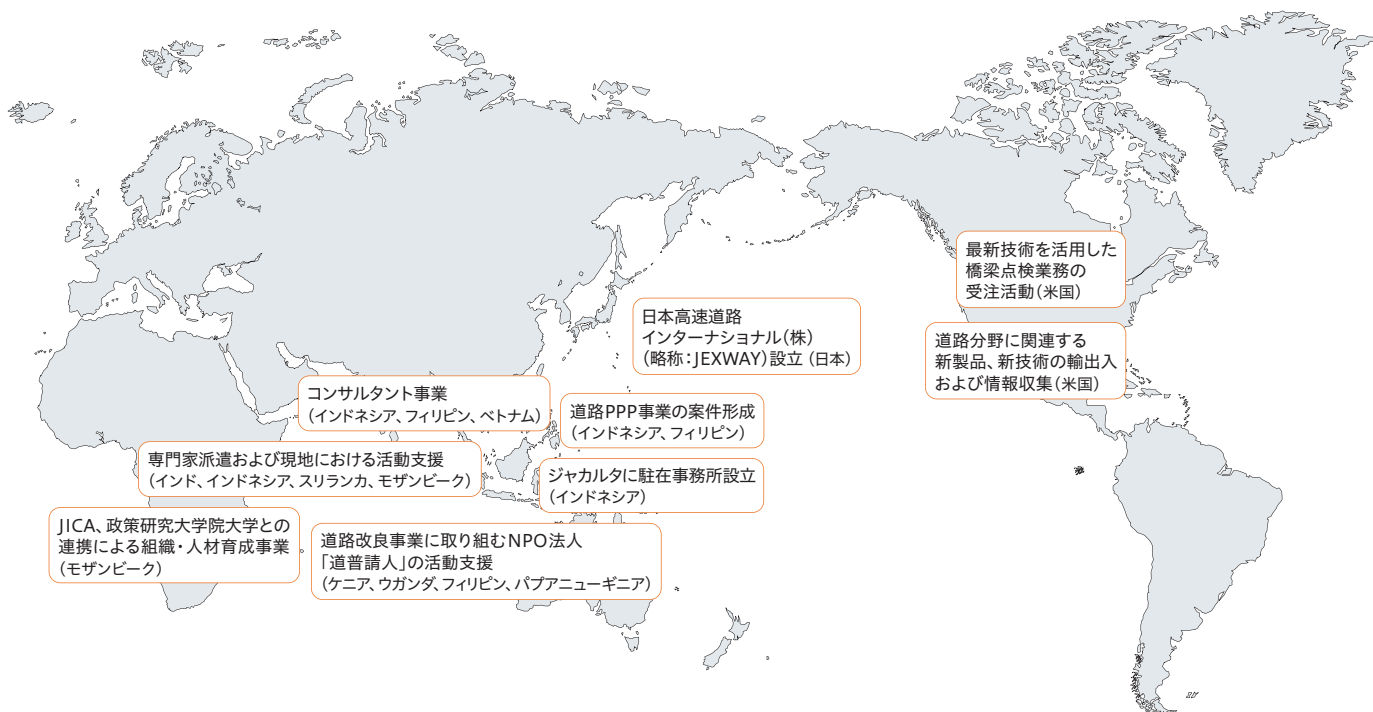 最新技術を活用した
橋梁点検業務の
受注活動(米国)
日本高速道路
インターナショナル(株)
(略称:JEXWAY)設立(日本)
道路分野に関連する
新製品、新技術の輸出入
および情報収集(米国)
コンサルタント事業
(インドネシア、フィリピン、ベトナム)
道路PPP事業の案件形成
(インドネシア、フィリピン)
専門家派遣および現地における活動支援
(インド、インドネシア、スリランカ、モザンビーク)
ジャカルタに駐在事務所設立
(インドネシア)
JICA、政策研究大学院大学との
連携による組織・人材育成事業
(モザンビーク)
。
道路改良事業に取り組むNPO法人
「道普請人」の活動支援
(ケニア、ウガンダ、フィリピン、パプアニューギニア)